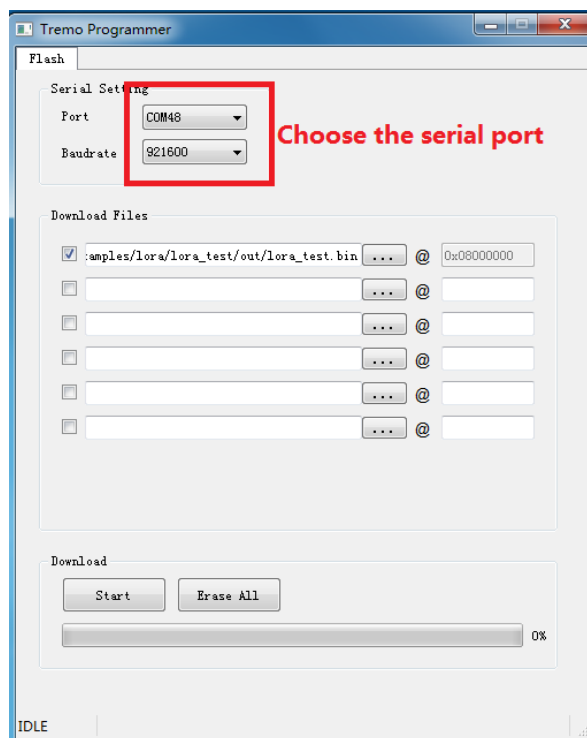 Tremo Programmer
Flash
Serial Setting
Port COM48
Choose the serial port
Baudrate 921600
Download Files
:amples/lora/lora_test/out/lora_test.bin ... @ 0x08000000
... @
... @
... @
... @
... @
Download
Start Erase All
0%
IDLE